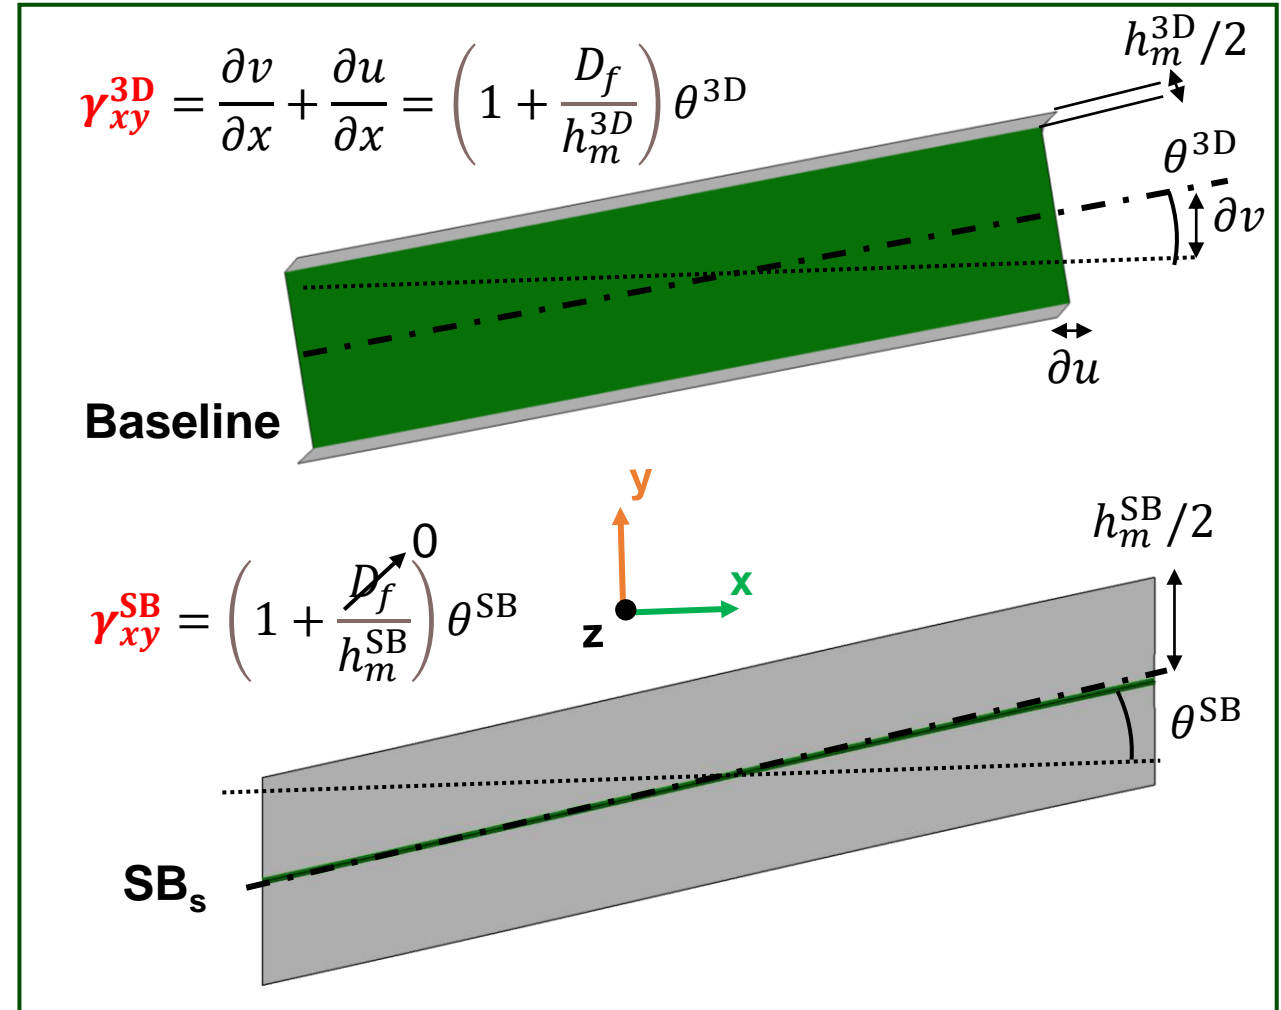 γ_xy^3D = ∂v/∂x + ∂u/∂x = (1 + D_f/h_m^3D) θ^3D
h_m^3D/2
θ^3D
∂v
∂u
Baseline
y
x
z
h_m^SB/2
0
γ_xy^SB = (1 + D_f/h_m^SB) θ^SB
θ^SB
SB_s